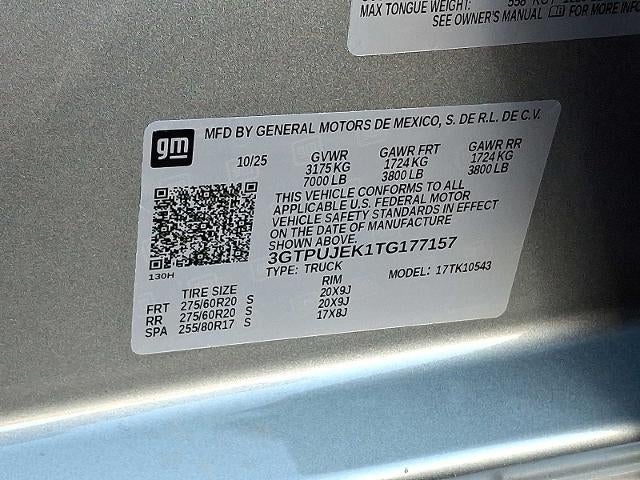 MAX TONGUE WEIGHT:
SEE OWNER'S MANUAL FOR MORE INFO
gm
MFD BY GENERAL MOTORS DE MEXICO, S. DE R.L. DE C.V.
10/25 GVWR GAWR FRT GAWR RR
3175 KG 1724 KG 1724 KG
7000 LB 3800 LB 3800 LB
THIS VEHICLE CONFORMS TO ALL
APPLICABLE U.S. FEDERAL MOTOR
VEHICLE SAFETY STANDARDS IN EFFECT
ON THE DATE OF MANUFACTURE
SHOWN ABOVE.
3GTPUJEK1TG177157
130H
TYPE: TRUCK MODEL: 17TK10543
TIRE SIZE RIM
FRT 275/60R20 S 20X9J
RR 275/60R20 S 20X9J
SPA 255/80R17 S 17X8J